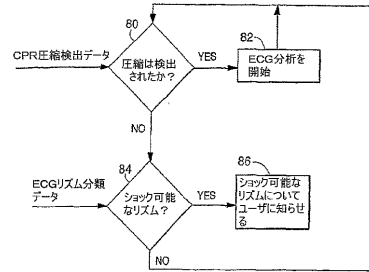 80
CPR圧縮検出データ
圧縮は検出
されたか？
YES
82
ECG分析を
開始
NO
84
ECGリズム分類
データ
ショック可能
なリズム？
YES
86
ショック可能な
リズムについて
ユーザに知らせ
る
NO